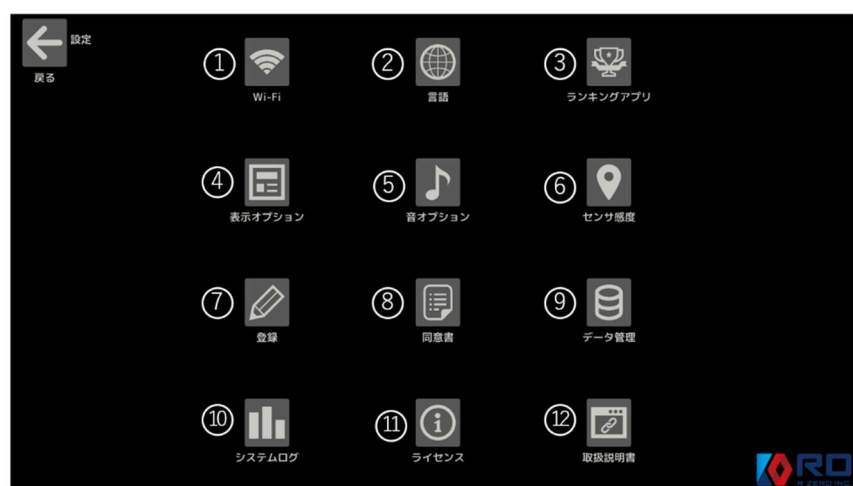 設定
戻る
① Wi-Fi
② 言語
③ ランキングアプリ
④ 表示オプション
⑤ 音オプション
⑥ センサ感度
⑦ 登録
⑧ 同意書
⑨ データ管理
⑩ システムログ
⑪ ライセンス
⑫ 取扱説明書
RO
R ZERO INC